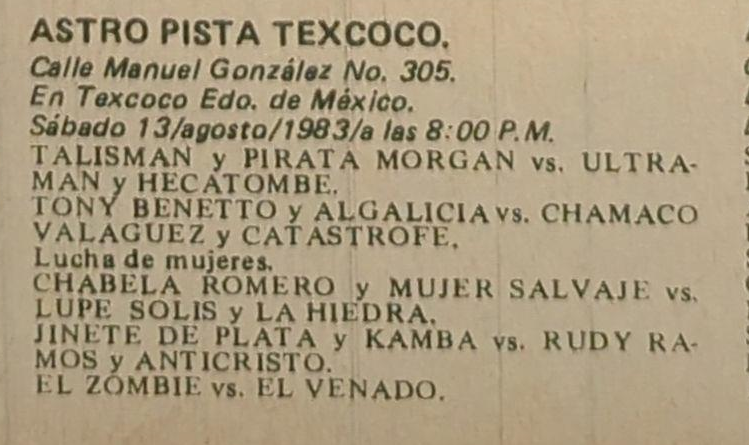 ASTRO PISTA TEXCOCO.
Calle Manuel González No. 305.
En Texcoco Edo. de México.
Sábado 13/agosto/1983/a las 8:00 P.M.
TALISMAN y PIRATA MORGAN vs. ULTRA-
MAN y HECATOMBE.
TONY BENETTO y ALGALICIA vs. CHAMACO
VALAGUEZ y CATASTROFE.
Lucha de mujeres.
CHABELA ROMERO y MUJER SALVAJE vs.
LUPE SOLIS y LA HIEDRA.
JINETE DE PLATA y KAMBA vs. RUDY RA-
MOS y ANTICRISTO.
EL ZOMBIE vs. EL VENADO.